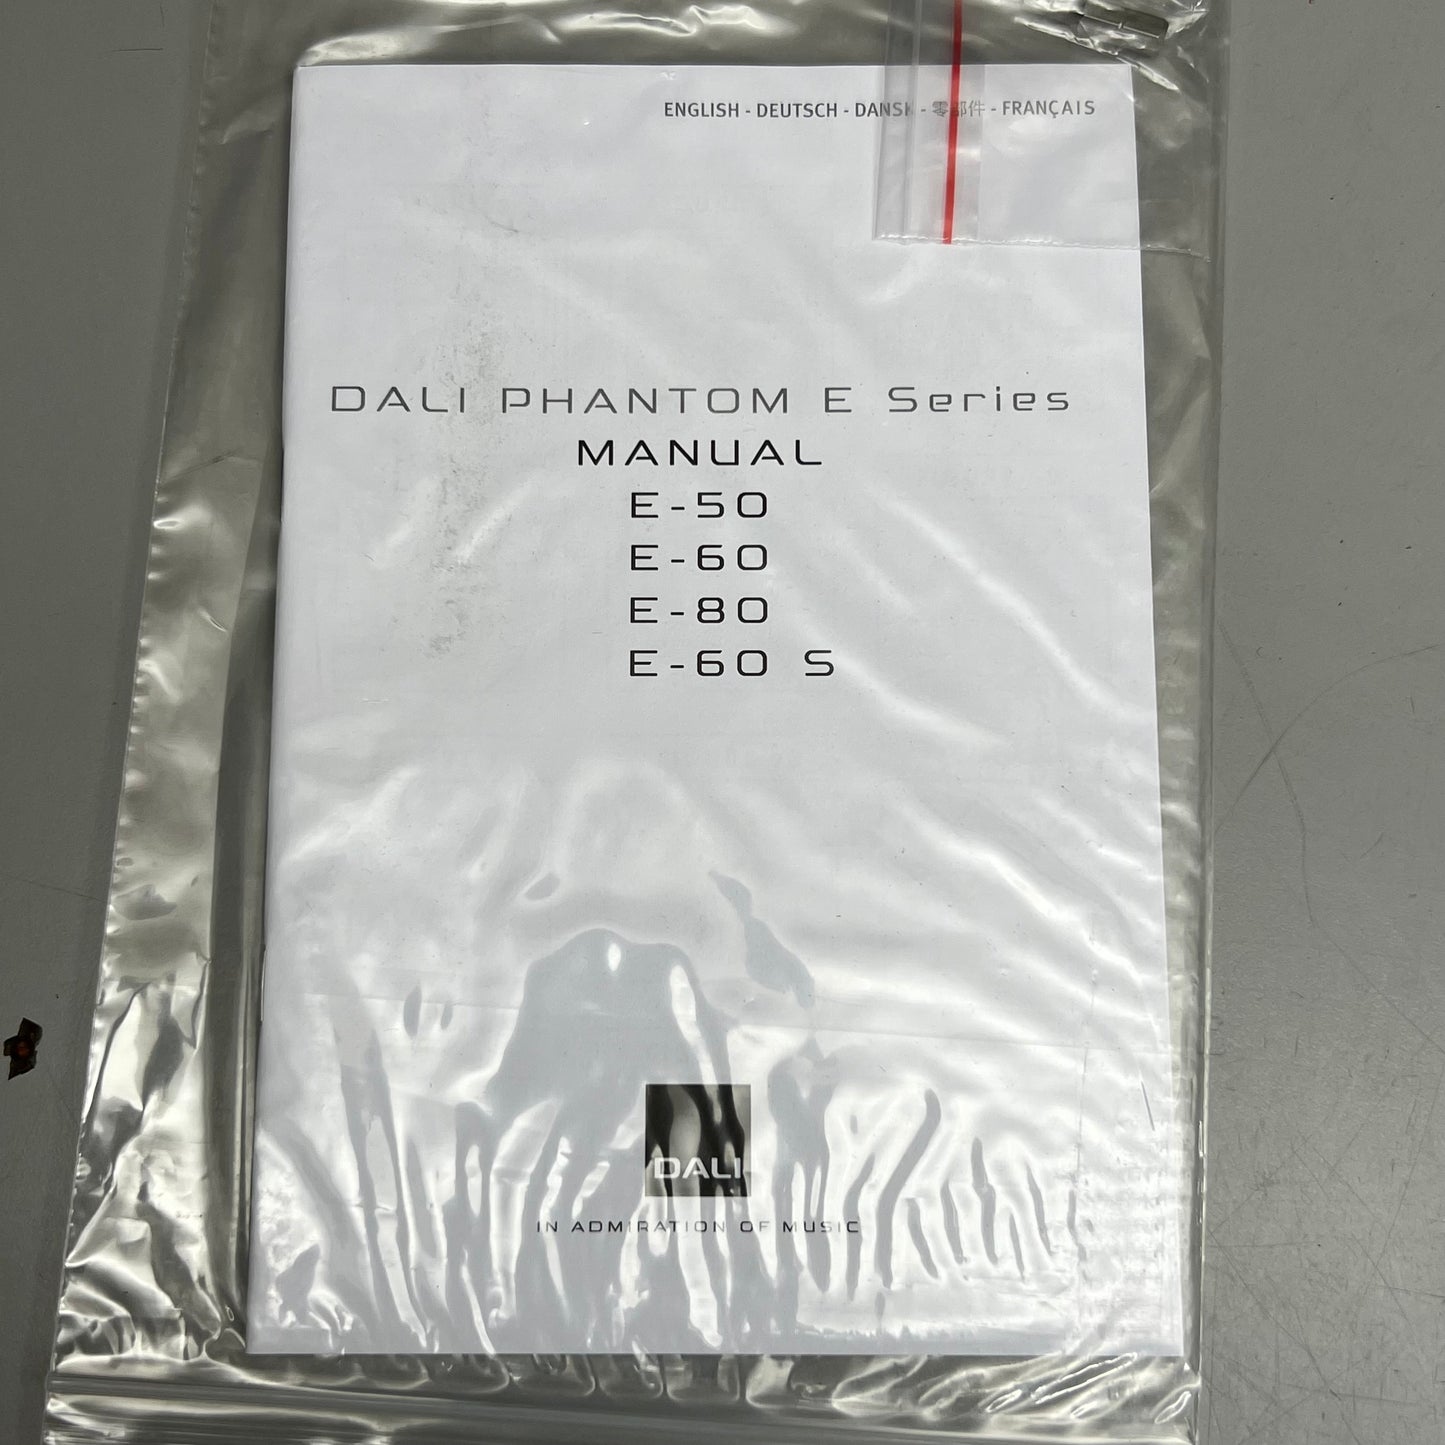 ENGLISH - DEUTSCH - DANSK - 零部件 - FRANÇAIS
DALI PHANTOM E Series
MANUAL
E-50
E-60
E-80
E-60 S
DALI
IN ADMIRATION OF MUSIC